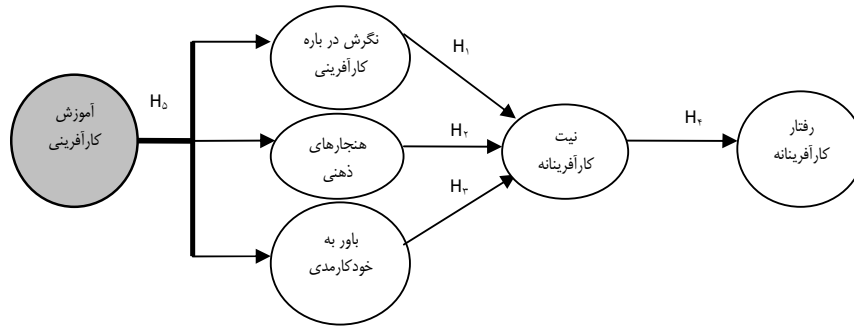 آموزش
کارآفرینی
H۵
نگرش در باره
کارآفرینی
هنجارهای
ذهنی
باور به
خودکارمدی
H۱
H۲
H۳
نیت
کارآفرینانه
H۴
رفتار
کارآفرینانه